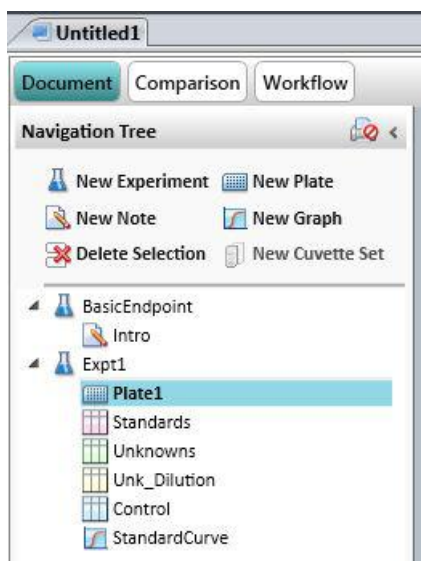 Untitled1
Document Comparison Workflow
Navigation Tree
New Experiment New Plate
New Note New Graph
Delete Selection New Cuvette Set
BasicEndpoint
Intro
Expt1
Plate1
Standards
Unknowns
Unk_Dilution
Control
StandardCurve